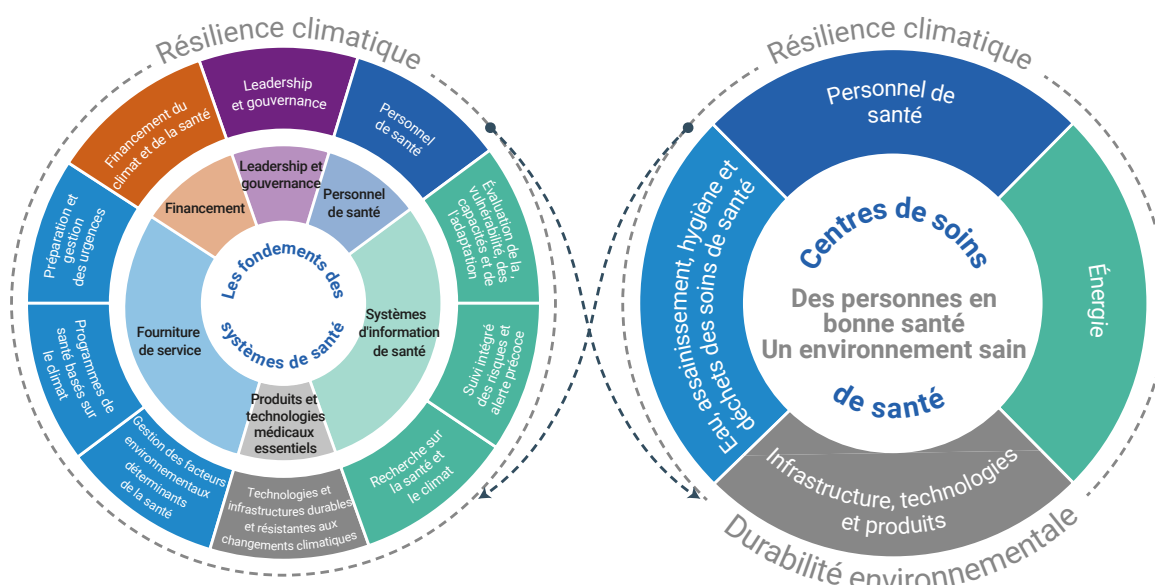 Résilience climatique
Leadership
et gouvernance
Personnel
de santé
Évaluation de la
vulnérabilité, des
capacités et de
l'adaptation
Suivi intégré
des risques et
alerte précoce
Recherche sur
la santé et
le climat
Technologies et
infrastructures durables
et résistantes aux
changements climatiques
Gestion des facteurs
environnementaux
déterminants
de la santé
Programmes de
santé basés sur
le climat
Préparation et
gestion
des urgences
Financement du
climat et de la santé
Leadership et
gouvernance
Personnel
de santé
Systèmes
d'information
de santé
Produits et
technologies
médicaux
essentiels
Fourniture
de service
Financement
Les fondements des
systèmes de santé
Résilience climatique
Personnel de
santé
Énergie
Infrastructure, technologies
et produits
Eau, assainissement, hygiène et
déchets des soins de santé
Centres de soins
Des personnes en
bonne santé
Un environnement sain
de santé
Durabilité environnementale